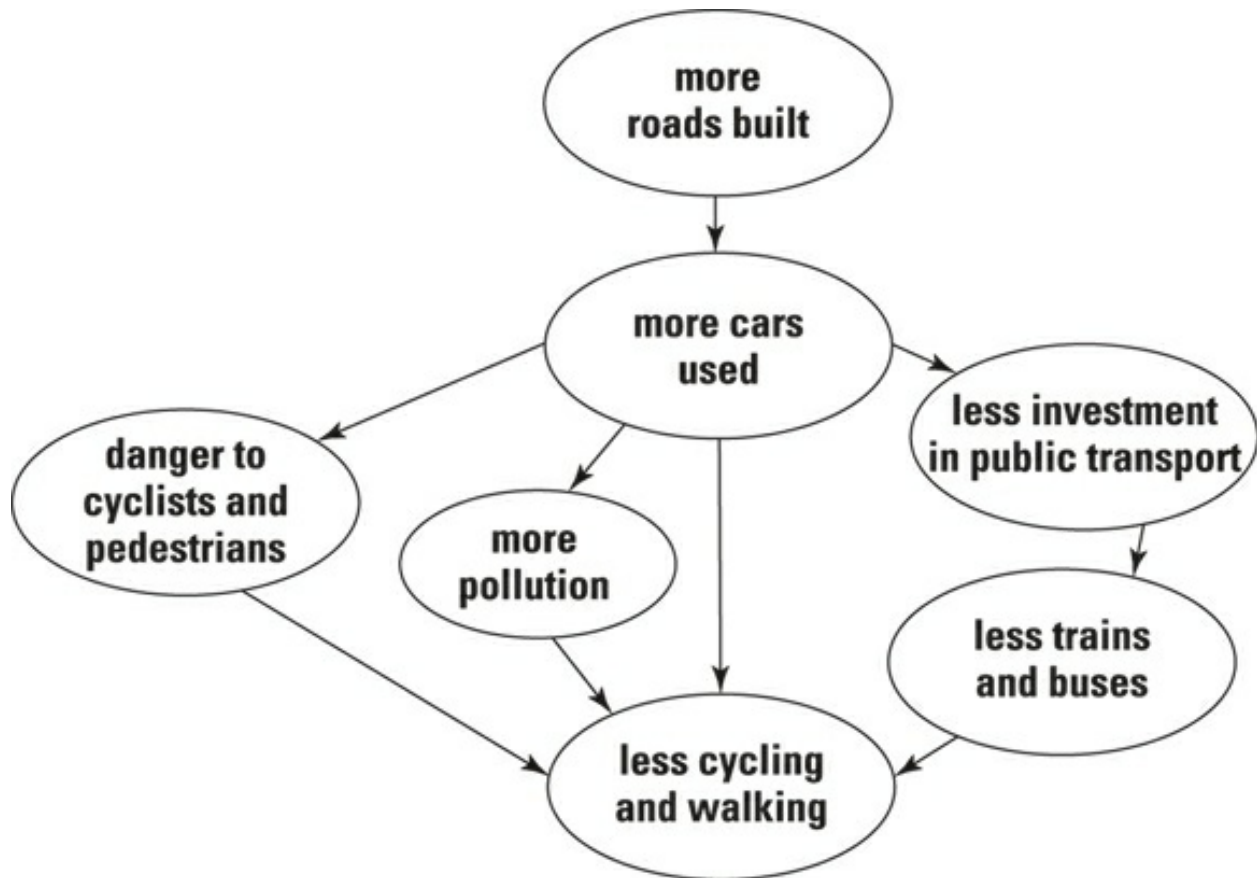 more
roads built
more cars
used
less investment
in public transport
danger to
cyclists and
pedestrians
more
pollution
less trains
and buses
less cycling
and walking